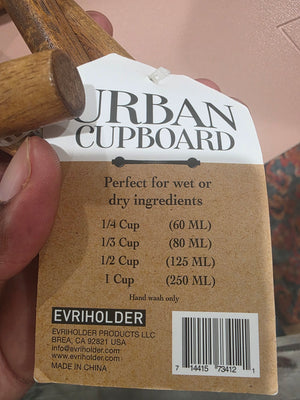 URBAN
CUPBOARD
Perfect for wet or
dry ingredients
1/4 Cup (60 ML)
1/3 Cup (80 ML)
1/2 Cup (125 ML)
1 Cup (250 ML)
Hand wash only
EVRIHOLDER
EVRIHOLDER PRODUCTS LLC
BREA, CA 92821 USA
info@evriholder.com
www.evriholder.com
MADE IN CHINA
7 14415 73412 1